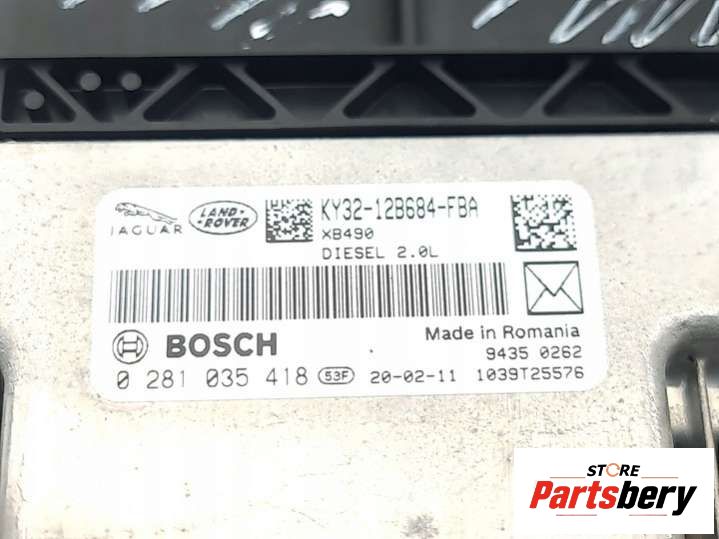 JAGUAR
LAND-
ROVER
KY32-12B684-FBA
XB490
DIESEL 2.0L
BOSCH
Made in Romania
9435 0262
0 281 035 418 53F 20-02-11 1039T25576
STORE
Partsbery